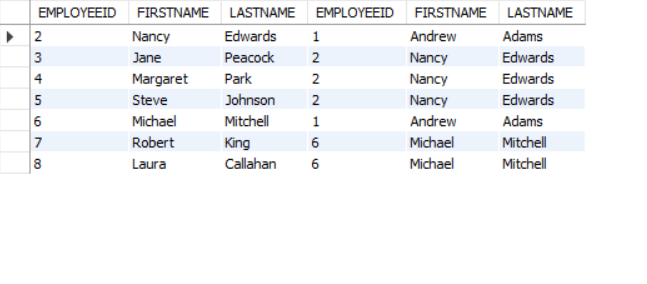 EMPLOYEEID FIRSTNAME LASTNAME EMPLOYEEID FIRSTNAME LASTNAME
2 Nancy Edwards 1 Andrew Adams
3 Jane Peacock 2 Nancy Edwards
4 Margaret Park 2 Nancy Edwards
5 Steve Johnson 2 Nancy Edwards
6 Michael Mitchell 1 Andrew Adams
7 Robert King 6 Michael Mitchell
8 Laura Callahan 6 Michael Mitchell